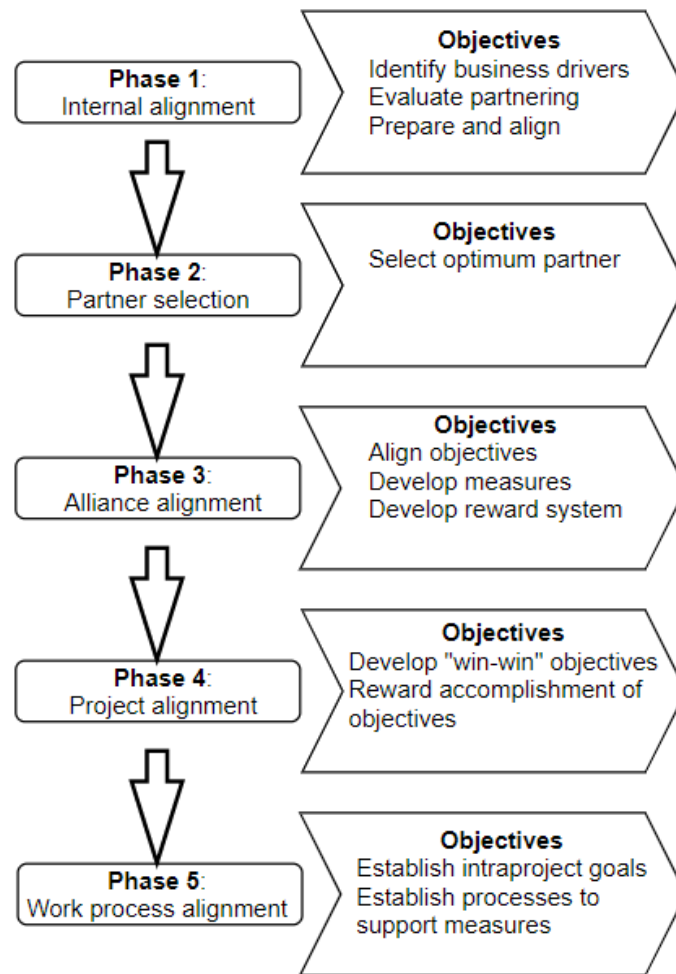 Phase 1:
Internal alignment
Objectives
Identify business drivers
Evaluate partnering
Prepare and align
Phase 2:
Partner selection
Objectives
Select optimum partner
Phase 3:
Alliance alignment
Objectives
Align objectives
Develop measures
Develop reward system
Phase 4:
Project alignment
Objectives
Develop "win-win" objectives
Reward accomplishment of
objectives
Phase 5:
Work process alignment
Objectives
Establish intraproject goals
Establish processes to
support measures